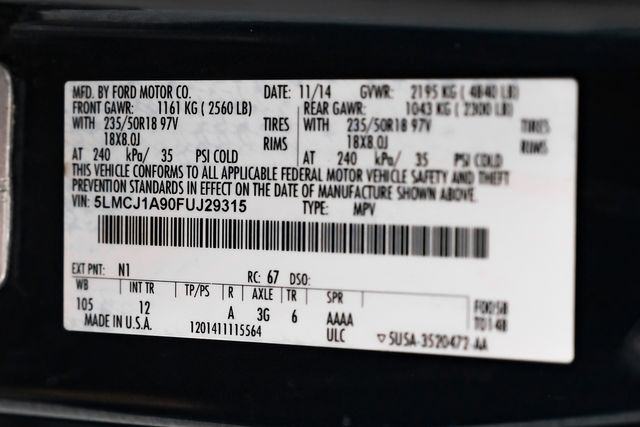 MFD. BY FORD MOTOR CO. DATE: 11/14 GVWR: 2195 KG ( 4840 LB)
FRONT GAWR: 1161 KG ( 2560 LB) REAR GAWR: 1043 KG ( 2300 LB)
WITH 235/50R18 97V TIRES WITH 235/50R18 97V TIRES
18X8.0J RIMS 18X8.0J RIMS
AT 240 kPa/ 35 PSI COLD AT 240 kPa/ 35 PSI COLD
THIS VEHICLE CONFORMS TO ALL APPLICABLE FEDERAL MOTOR VEHICLE SAFETY AND THEFT
PREVENTION STANDARDS IN EFFECT ON THE DATE OF MANUFACTURE SHOWN ABOVE.
VIN: 5LMCJ1A90FUJ29315 TYPE: MPV
EXT PNT: N1 RC: 67 DSO:
WB INT TR TP/PS R AXLE TR SPR
105 12 A 3G 6 AAAA F0058
MADE IN U.S.A. 1201411115564 ULC T0148
▽ 5U5A-3520472-AA